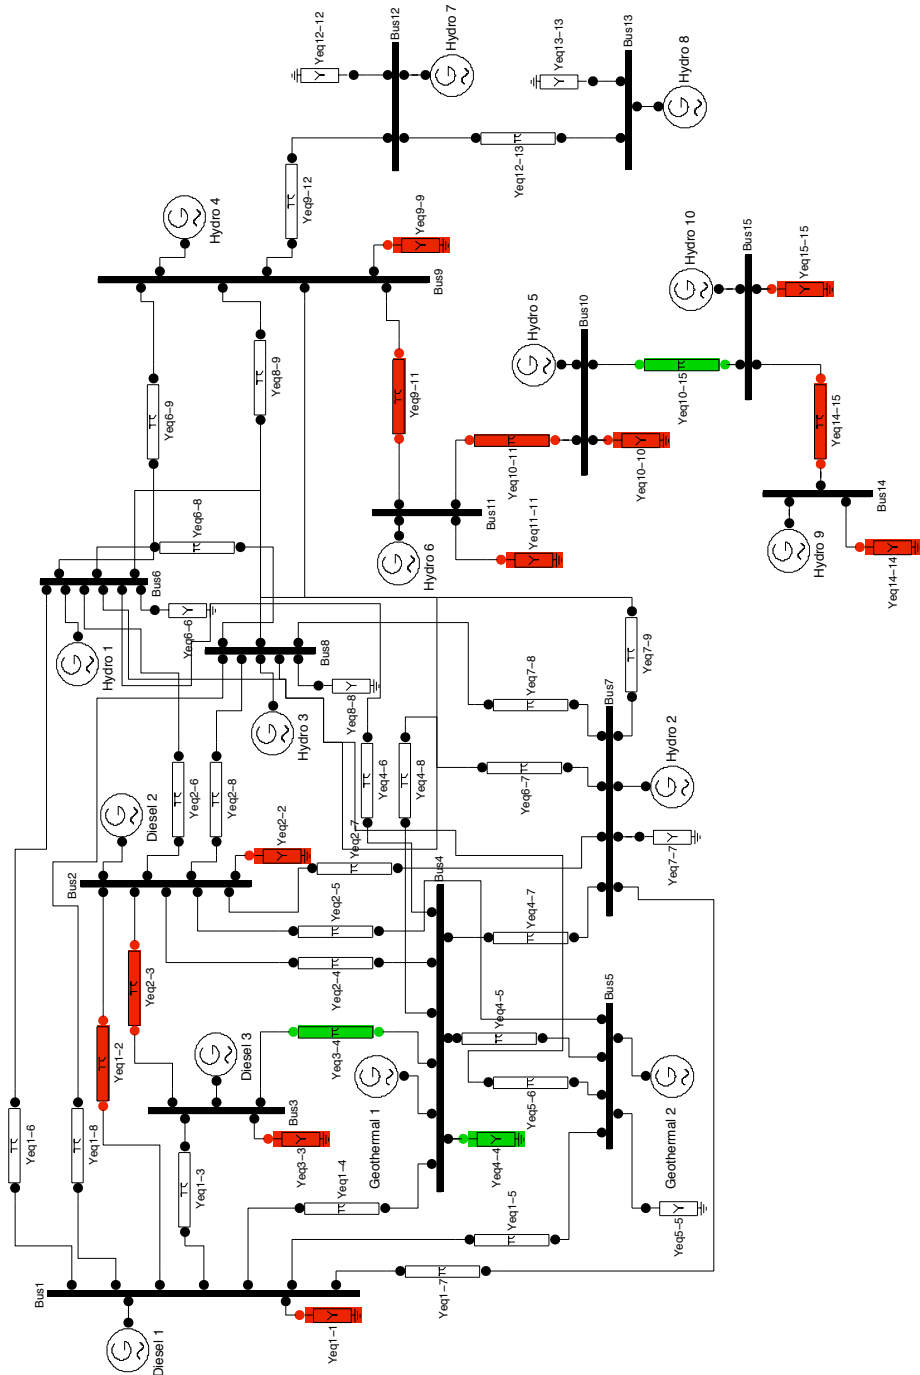 Yeq12-12
Bus12
Hydro 7
Yeq13-13
Bus13
Hydro 8
Yeq12-13
Yeq9-12
Hydro 4
Yeq9-9
Bus9
Hydro 10
Bus15
Yeq15-15
Hydro 5
Bus10
Yeq10-15
Yeq6-9
Yeq8-9
Yeq9-11
Yeq10-11
Yeq10-10
Yeq14-15
Bus14
Yeq6-8
Bus11
Yeq11-11
Hydro 6
Hydro 9
Yeq14-14
Bus6
Yeq6-6
Hydro 1
Bus8
Yeq8-8
Hydro 3
Yeq7-9
Bus7
Yeq7-8
Yeq4-6
Yeq4-8
Yeq6-7
Hydro 2
Yeq2-6
Yeq2-8
Diesel 2
Yeq2-2
Yeq2-7
Yeq7-7
Bus2
Bus4
Yeq2-5
Yeq4-7
Yeq2-4
Yeq2-3
Yeq1-2
Diesel 3
Yeq3-4
Yeq4-5
Bus5
Yeq5-6
Geothermal 1
Geothermal 2
Bus3
Yeq3-3
Yeq4-4
Yeq1-6
Yeq1-8
Yeq1-3
Yeq1-4
Yeq1-5
Yeq5-5
Yeq1-7
Bus1
Yeq1-1
Diesel 1